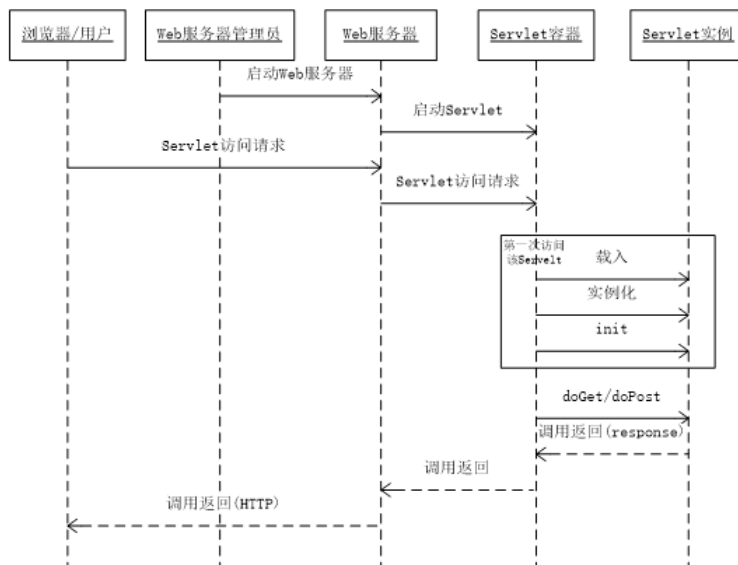 浏览器/用户
Web服务器管理员
Web服务器
Servlet容器
Servlet实例
启动Web服务器
启动Servlet
Servlet访问请求
Servlet访问请求
第一次访问
该Servelt
载入
实例化
init
doGet/doPost
调用返回(response)
调用返回
调用返回(HTTP)